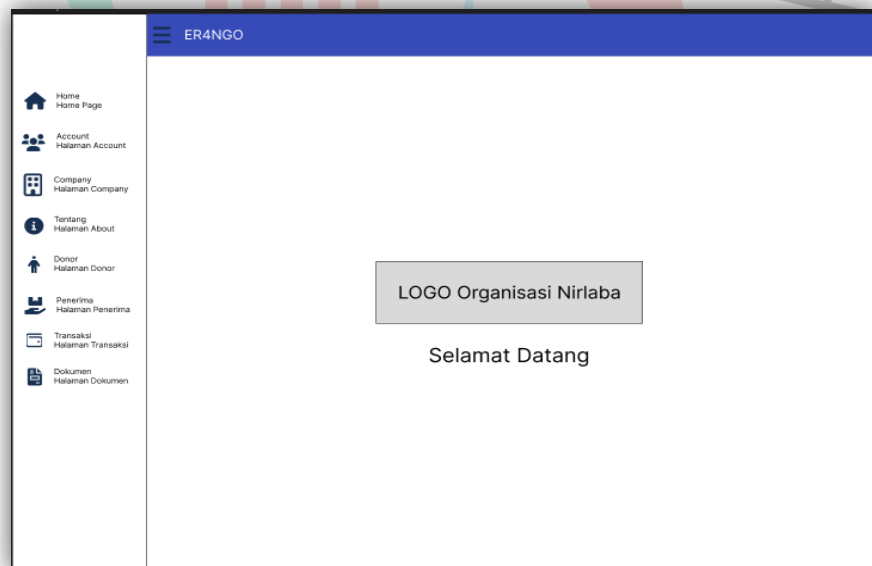 ER4NGO
Home
Home Page
Account
Halaman Account
Company
Halaman Company
Tentang
Halaman About
Donor
Halaman Donor
Penerima
Halaman Penerima
Transaksi
Halaman Transaksi
Dokumen
Halaman Dokumen
LOGO Organisasi Nirlaba
Selamat Datang